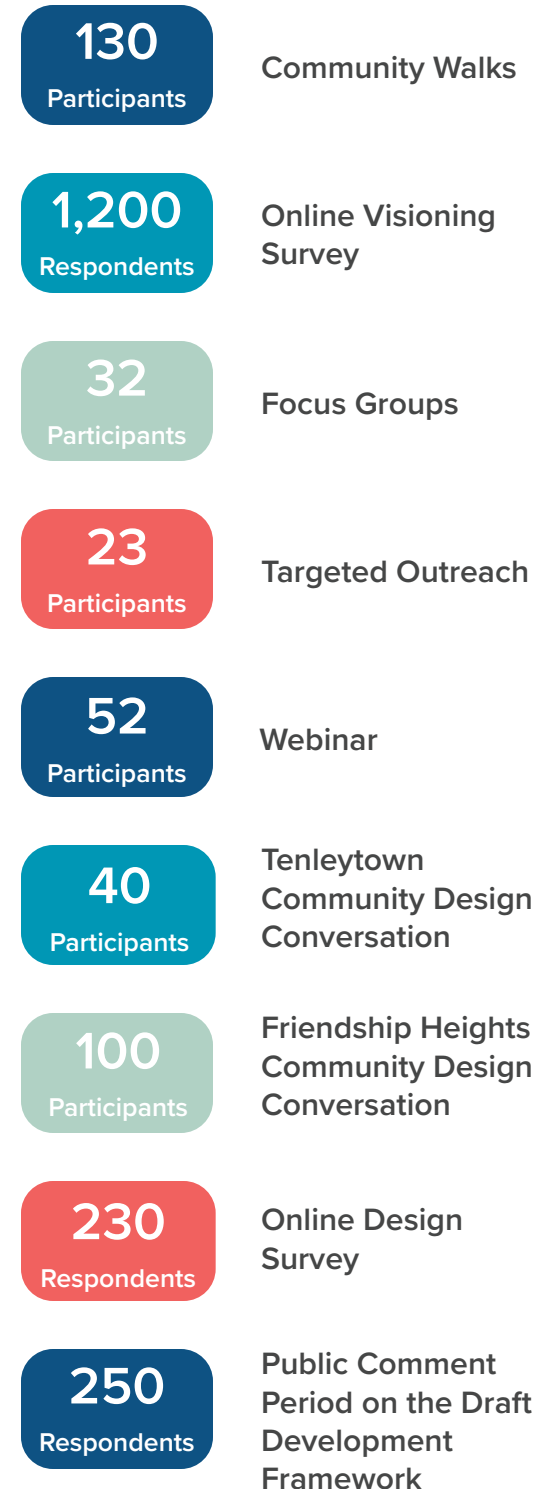 130
Participants
Community Walks
1,200
Respondents
Online Visioning
Survey
32
Participants
Focus Groups
23
Participants
Targeted Outreach
52
Participants
Webinar
40
Participants
Tenleytown
Community Design
Conversation
100
Participants
Friendship Heights
Community Design
Conversation
230
Respondents
Online Design
Survey
250
Respondents
Public Comment
Period on the Draft
Development
Framework